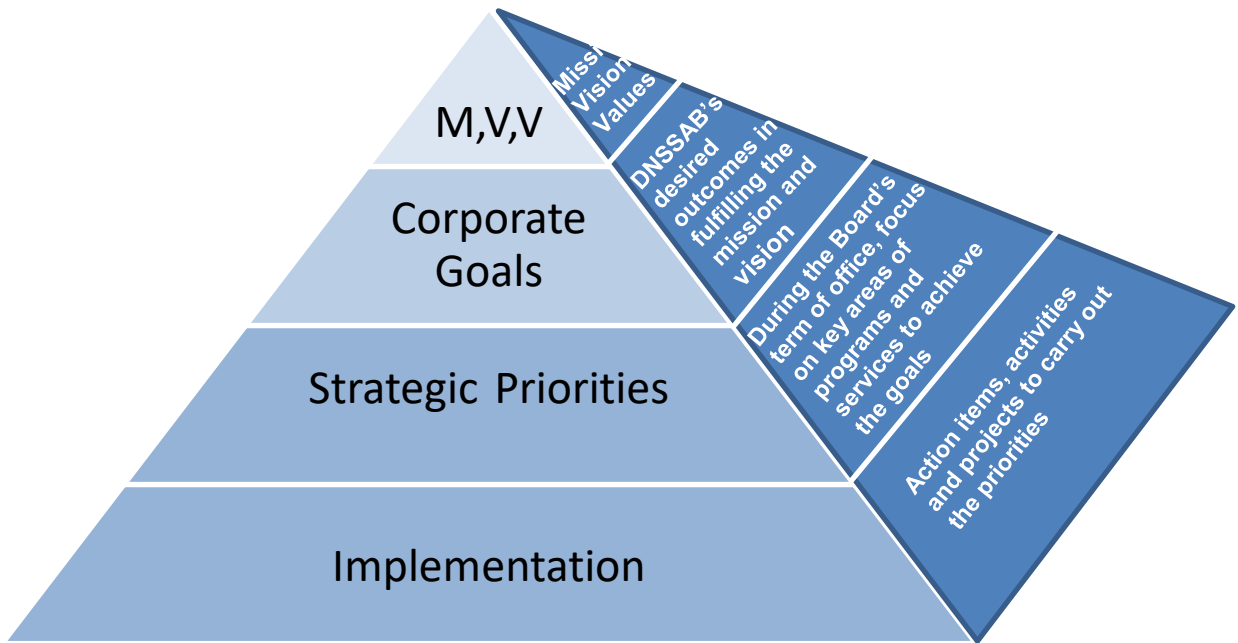 M,V,V
Missi
Vision
Values
Corporate
Goals
DNSSAB's
desired
outcomes in
fulfilling the
mission and
vision
Strategic Priorities
During the Board's
term of office, focus
on key areas of
programs and
services to achieve
the goals
Implementation
Action items, activities
and projects to carry out
the priorities